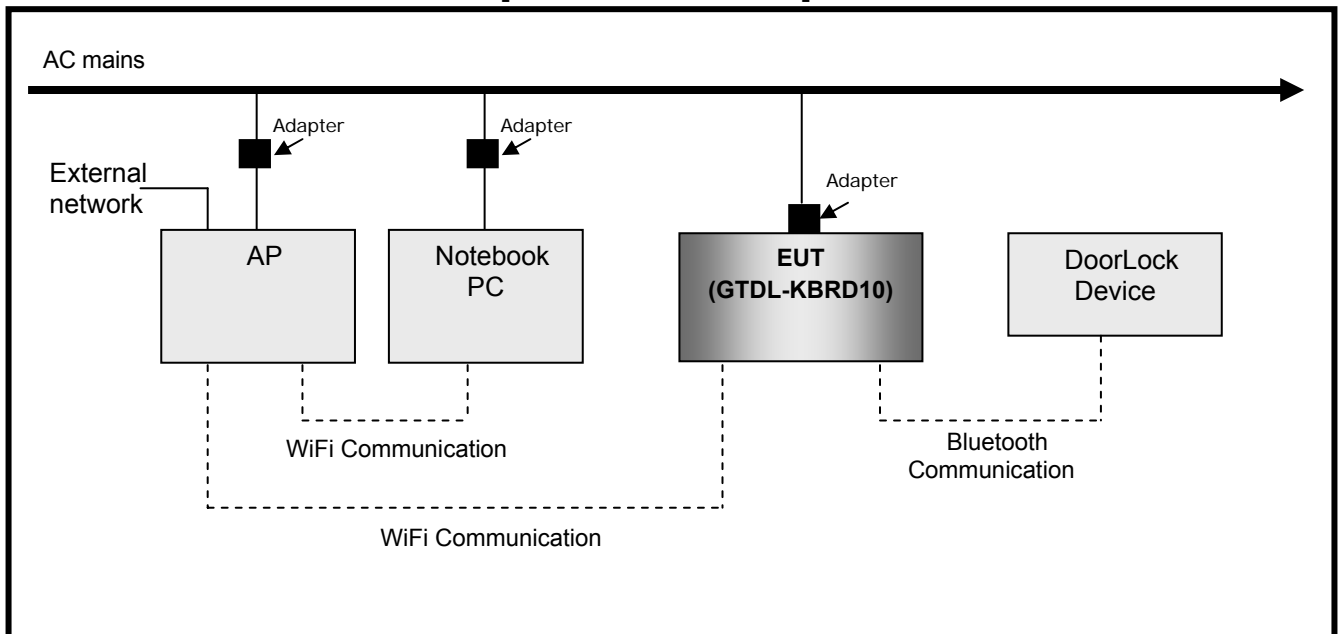 AC mains
Adapter
Adapter
External
network
Adapter
AP
Notebook
PC
EUT
(GTDL-KBRD10)
DoorLock
Device
WiFi Communication
Bluetooth
Communication
WiFi Communication